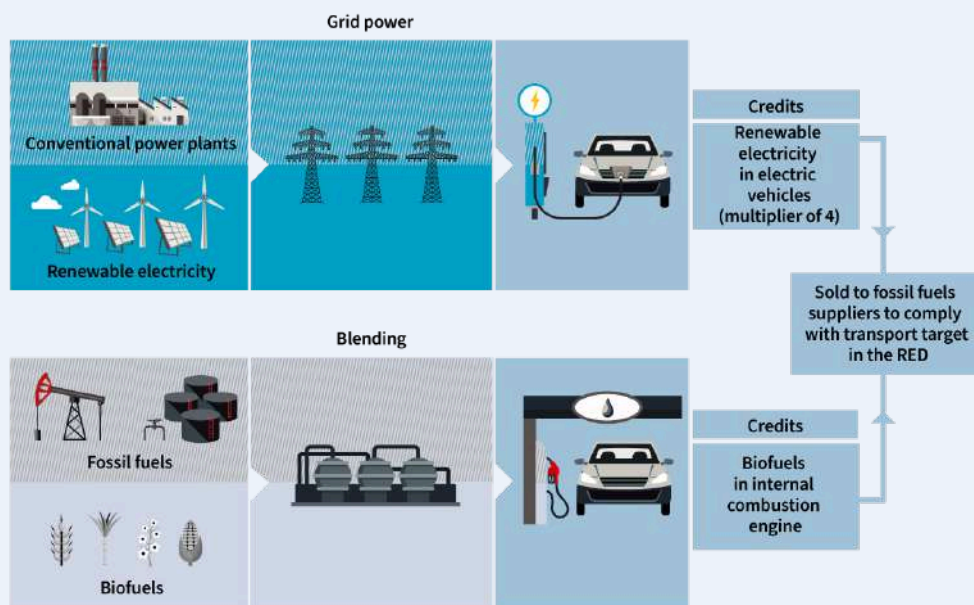 Grid power
Conventional power plants
Renewable electricity
Credits
Renewable
electricity
in electric
vehicles
(multiplier of 4)
Sold to fossil fuels
suppliers to comply
with transport target
in the RED
Blending
Fossil fuels
Biofuels
Credits
Biofuels
in internal
combustion
engine